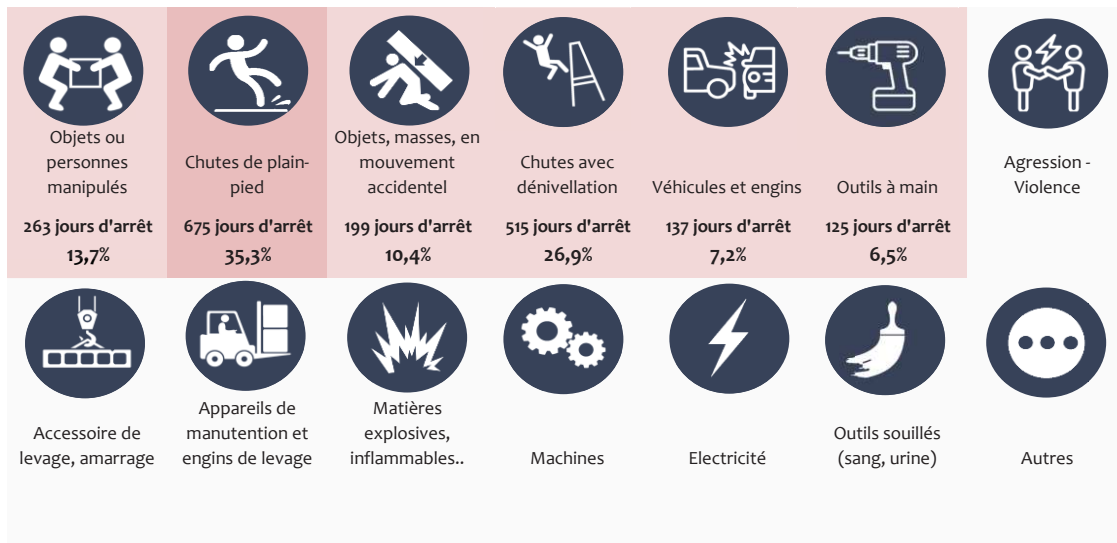 Objets ou
personnes
manipulés
263 jours d'arrêt
13,7%
Chutes de plain-
pied
675 jours d'arrêt
35,3%
Objets, masses, en
mouvement
accidentel
199 jours d'arrêt
10,4%
Chutes avec
dénivellation
515 jours d'arrêt
26,9%
Véhicules et engins
137 jours d'arrêt
7,2%
Outils à main
125 jours d'arrêt
6,5%
Agression -
Violence
Accessoire de
levage, amarrage
Appareils de
manutention et
engins de levage
Matières
explosives,
inflammables..
Machines
Electricité
Outils souillés
(sang, urine)
Autres